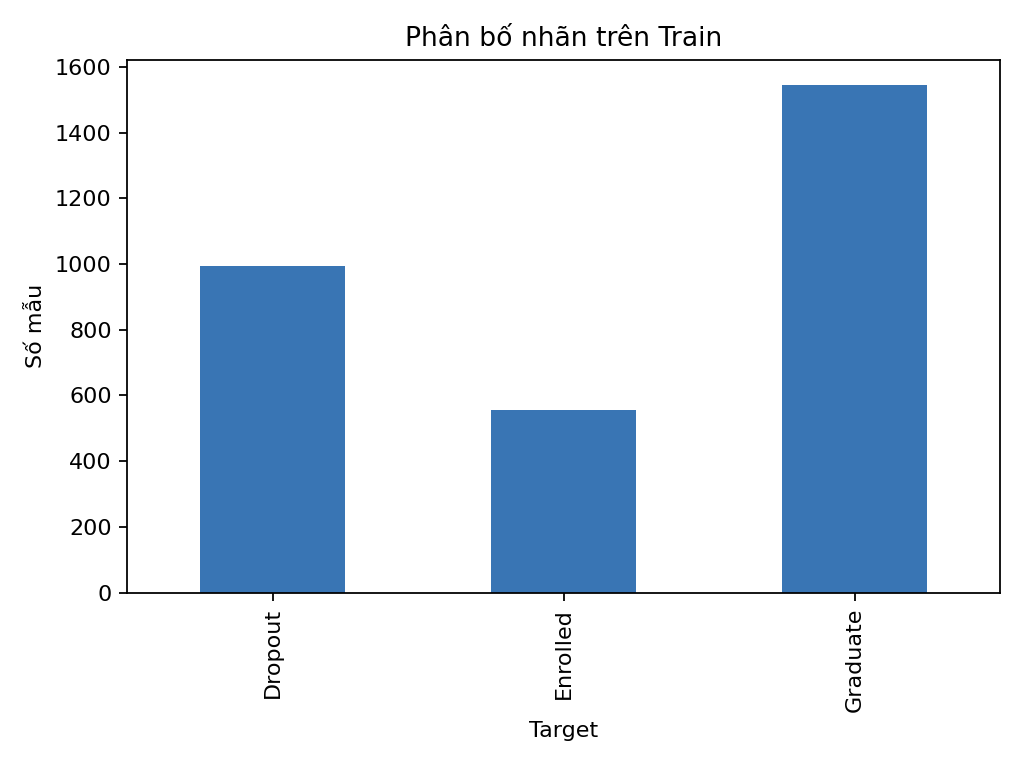 Phân bố nhãn trên Train
1600
1400
1200
1000
800
600
400
200
0
Số mẫu
Dropout
Enrolled
Graduate
Target